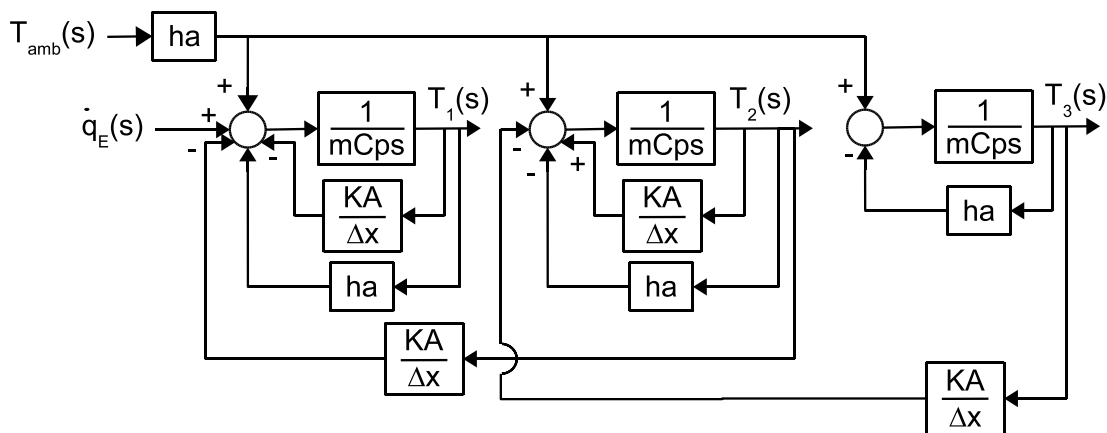 T_amb(s)
ha
+
+
+
+
q̇_E(s)
-
-
1
mCps
T_1(s)
-
-
+
1
mCps
T_2(s)
-
1
mCps
T_3(s)
KA
Δx
KA
Δx
ha
ha
ha
KA
Δx
KA
Δx